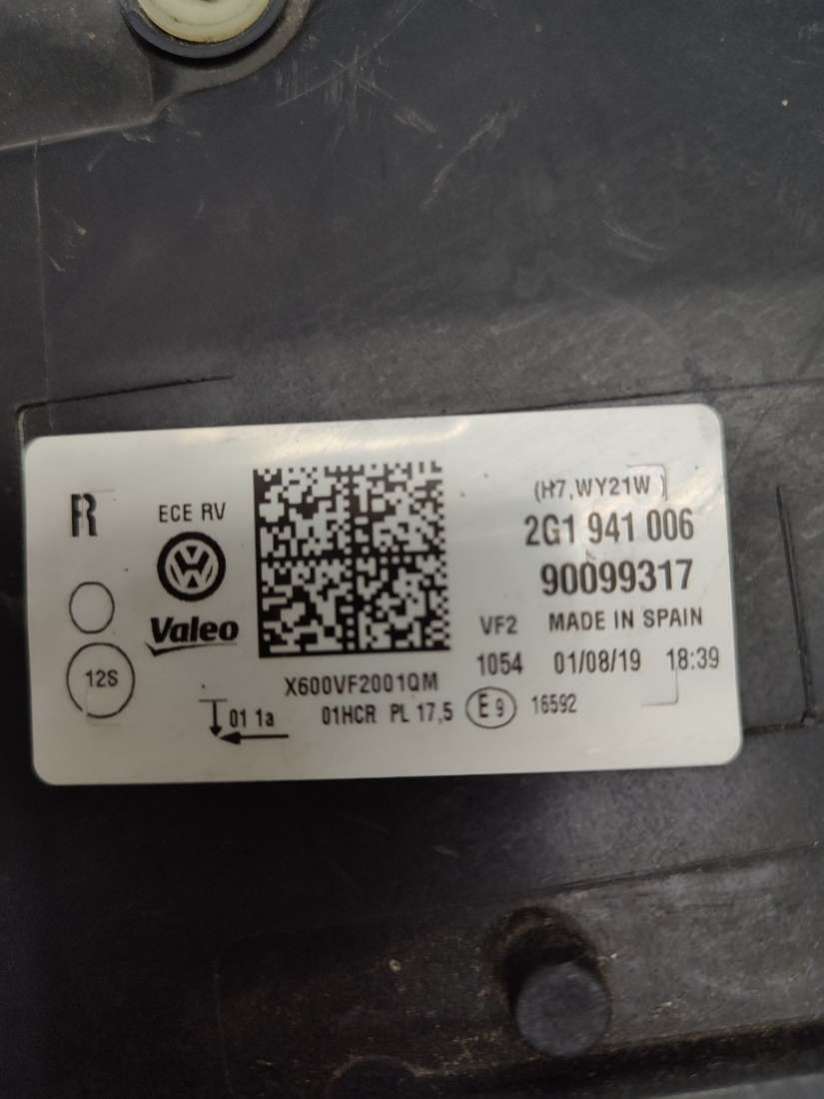 R
ECE RV
Valeo
12S
(H7,WY21W )
2G1 941 006
90099317
VF2 MADE IN SPAIN
1054 01/08/19 18:39
X600VF2001QM
01 1a 01HCR PL 17,5 E 9 16592